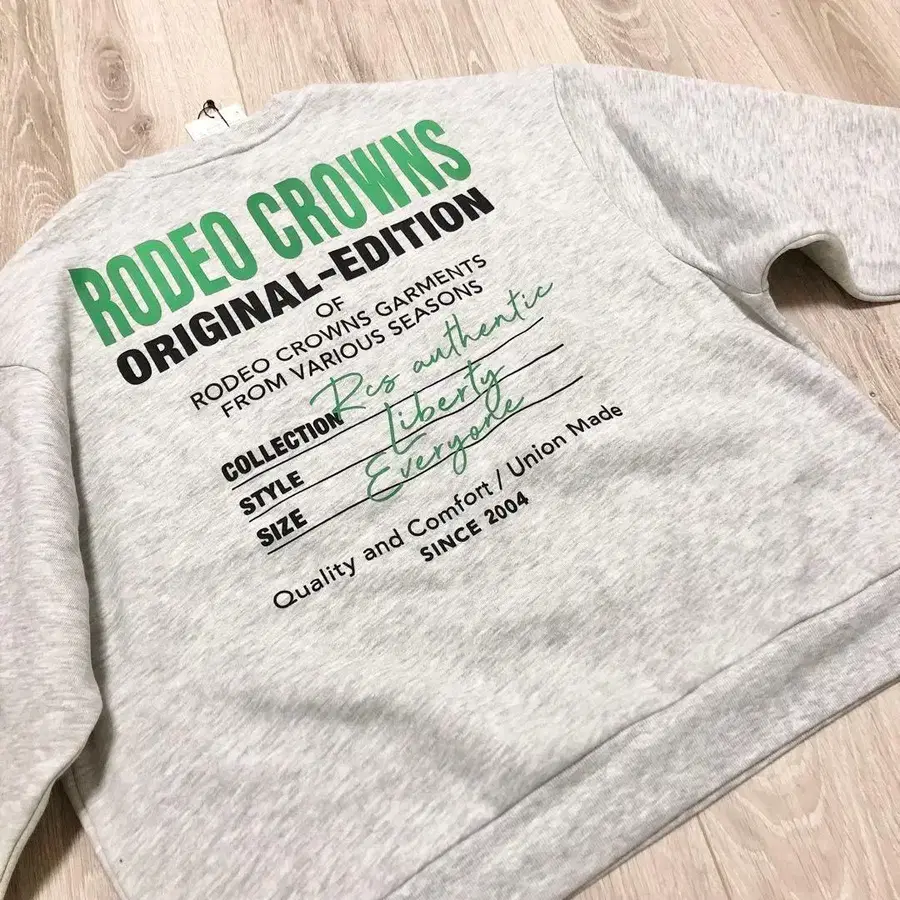 RODEO CROWNS
ORIGINAL-EDITION
OF
RODEO CROWNS GARMENTS
FROM VARIOUS SEASONS
COLLECTION Rcs authentic
STYLE Liberty
SIZE Everyone
Quality and Comfort / Union Made
SINCE 2004